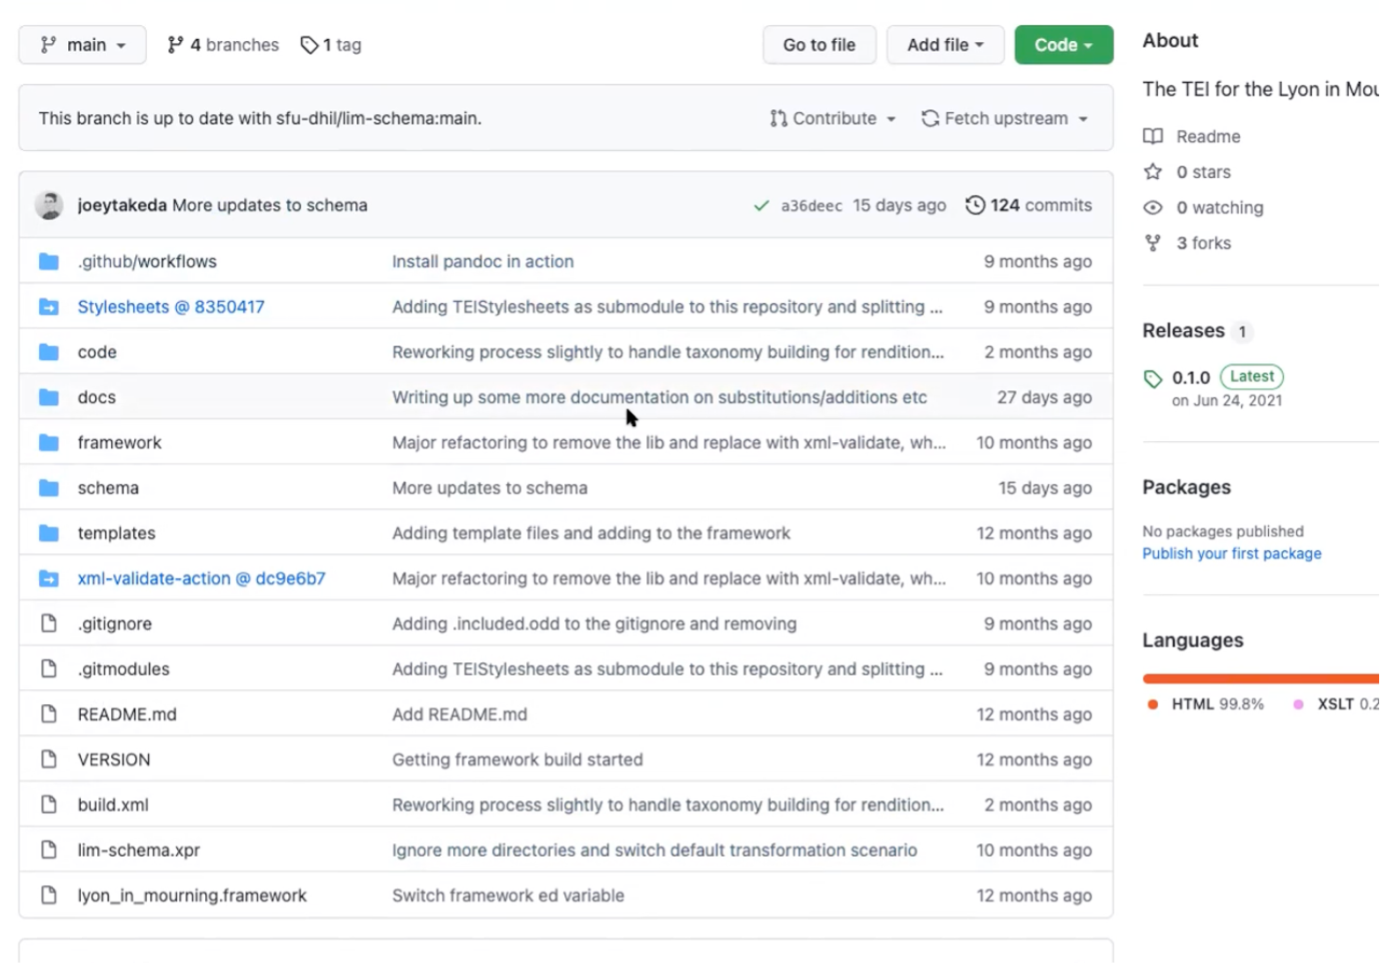 main 4 branches 1 tag Go to file Add file Code
This branch is up to date with sfu-dhil/lim-schema:main. Contribute Fetch upstream
joeytakeda More updates to schema a36deec 15 days ago 124 commits
.github/workflows Install pandoc in action 9 months ago
Stylesheets @ 8350417 Adding TEIStylesheets as submodule to this repository and splitting ... 9 months ago
code Reworking process slightly to handle taxonomy building for rendition... 2 months ago
docs Writing up some more documentation on substitutions/additions etc 27 days ago
framework Major refactoring to remove the lib and replace with xml-validate, wh... 10 months ago
schema More updates to schema 15 days ago
templates Adding template files and adding to the framework 12 months ago
xml-validate-action @ dc9e6b7 Major refactoring to remove the lib and replace with xml-validate, wh... 10 months ago
.gitignore Adding .included.odd to the gitignore and removing 9 months ago
.gitmodules Adding TEIStylesheets as submodule to this repository and splitting ... 9 months ago
README.md Add README.md 12 months ago
VERSION Getting framework build started 12 months ago
build.xml Reworking process slightly to handle taxonomy building for rendition... 2 months ago
lim-schema.xpr Ignore more directories and switch default transformation scenario 10 months ago
lyon_in_mourning.framework Switch framework ed variable 12 months ago
About
The TEI for the Lyon in Mou
Readme
0 stars
0 watching
3 forks
Releases 1
0.1.0 Latest
on Jun 24, 2021
Packages
No packages published
Publish your first package
Languages
HTML 99.8% XSLT 0.2